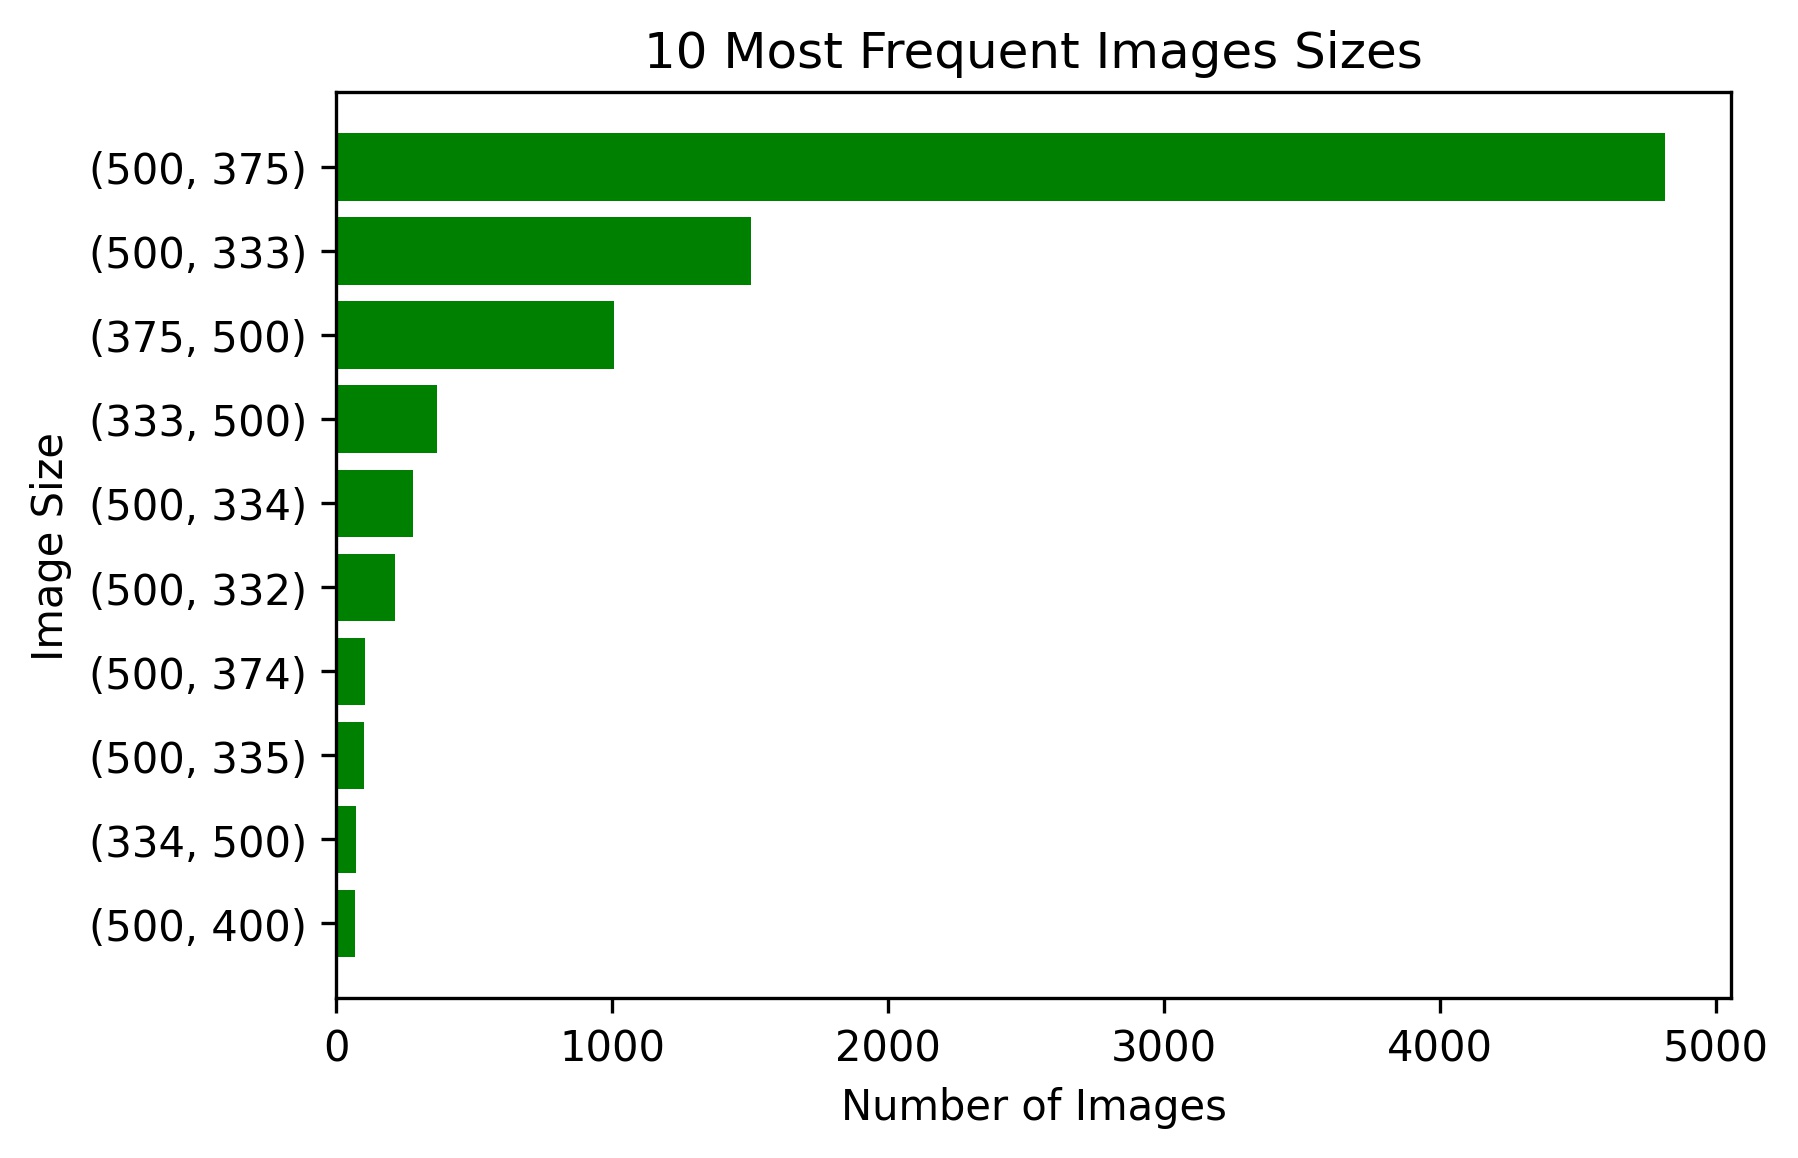 10 Most Frequent Images Sizes
Image Size
(500, 375)
(500, 333)
(375, 500)
(333, 500)
(500, 334)
(500, 332)
(500, 374)
(500, 335)
(334, 500)
(500, 400)
0 1000 2000 3000 4000 5000
Number of Images